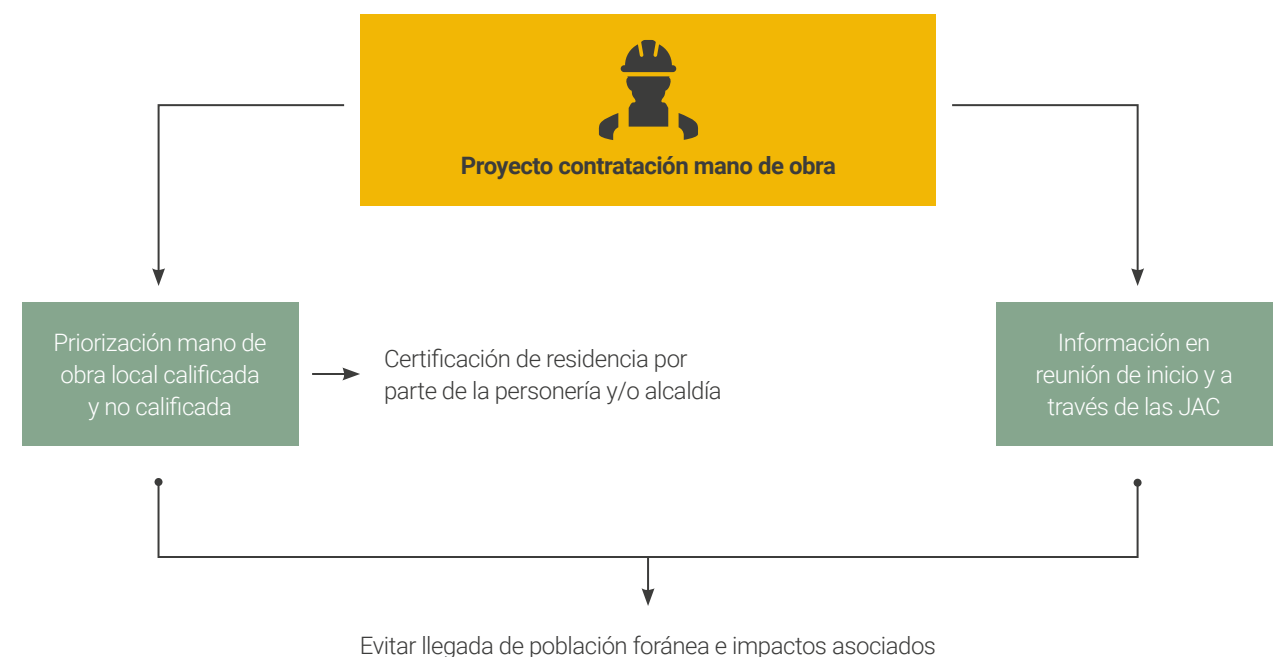 Proyecto contratación mano de obra
Priorización mano de
obra local calificada
y no calificada
Certificación de residencia por
parte de la personería y/o alcaldía
Información en
reunión de inicio y a
través de las JAC
Evitar llegada de población foránea e impactos asociados